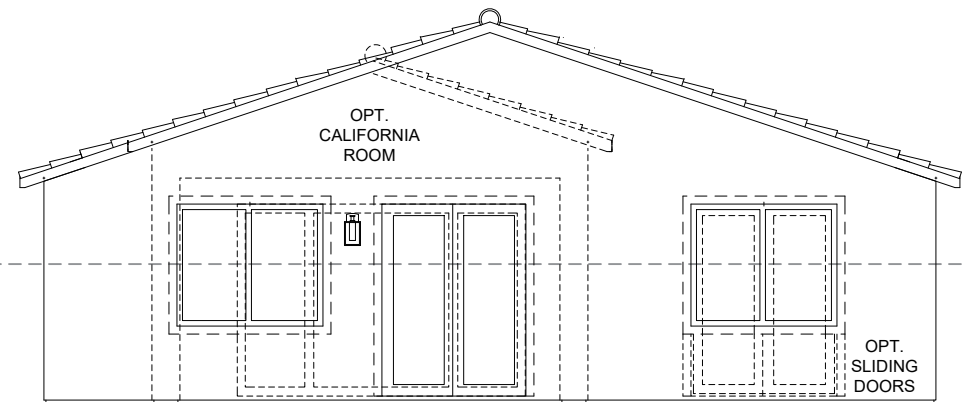 OPT.
CALIFORNIA
ROOM
OPT.
SLIDING
DOORS